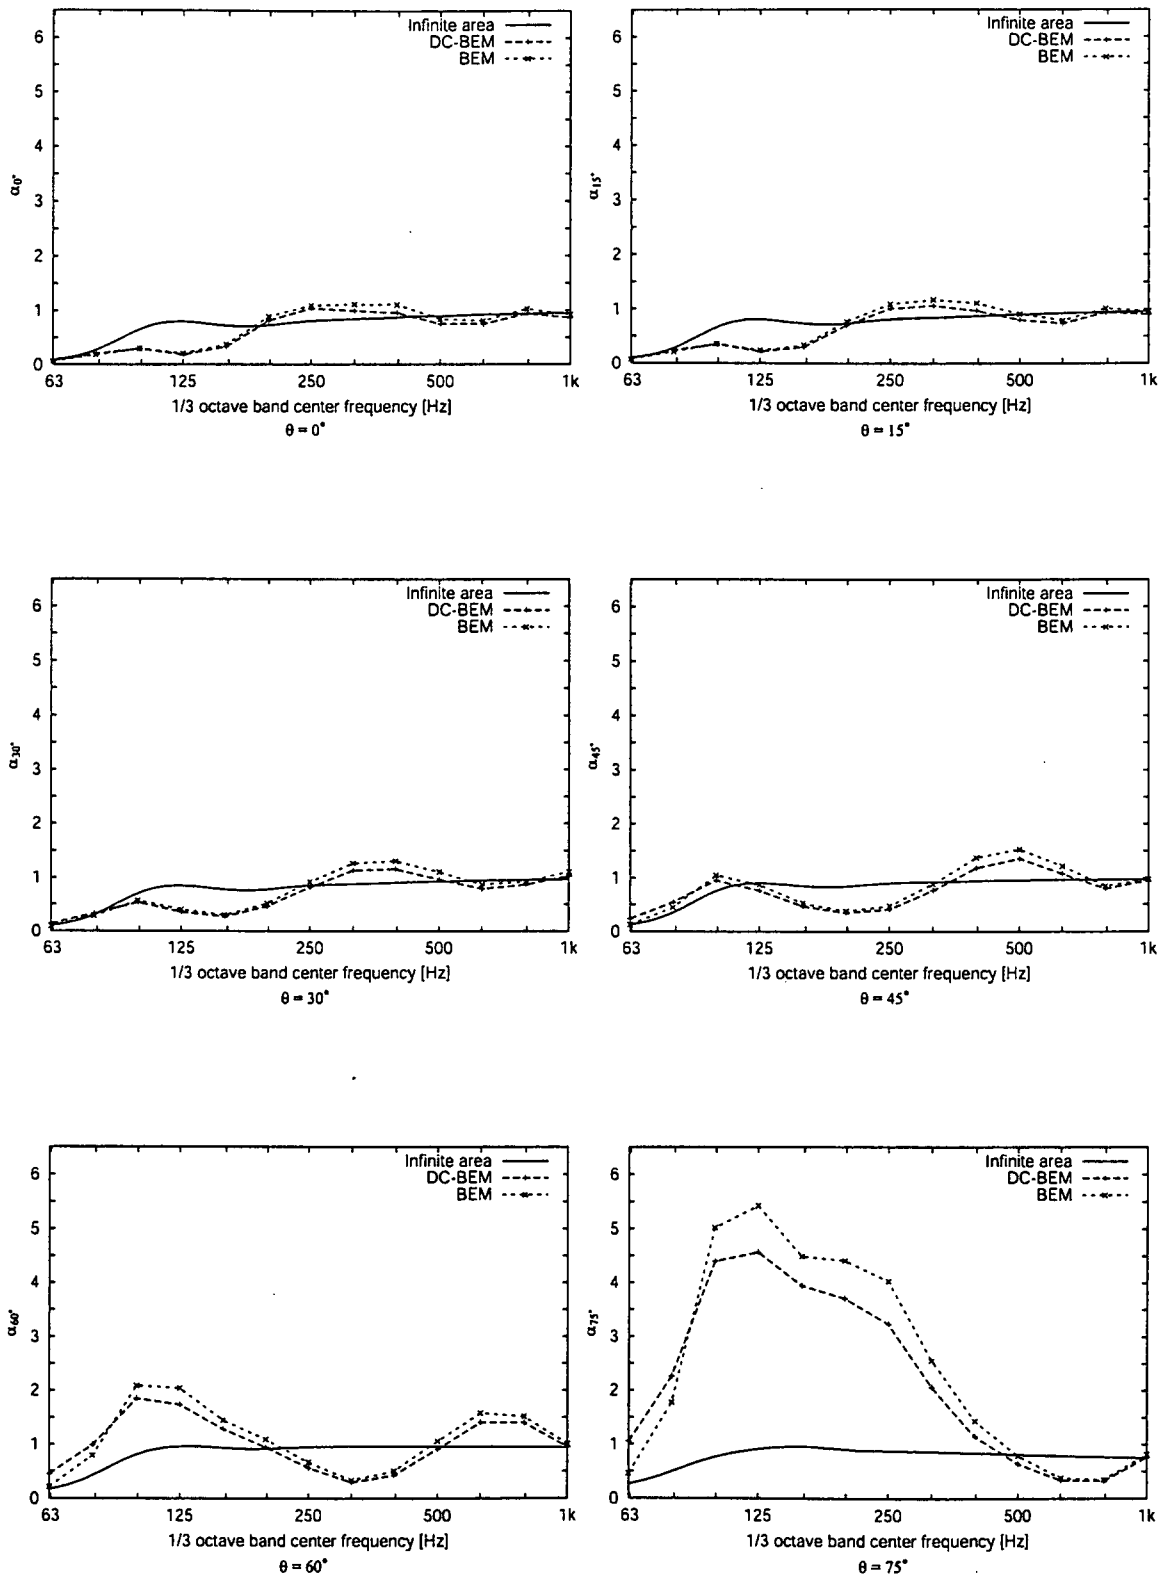 6
5
4
3
2
1
0
α0°
Infinite area
DC-BEM
BEM
63 125 250 500 1k
1/3 octave band center frequency [Hz]
θ = 0°
6
5
4
3
2
1
0
α15°
Infinite area
DC-BEM
BEM
63 125 250 500 1k
1/3 octave band center frequency [Hz]
θ = 15°
6
5
4
3
2
1
0
α30°
Infinite area
DC-BEM
BEM
63 125 250 500 1k
1/3 octave band center frequency [Hz]
θ = 30°
6
5
4
3
2
1
0
α45°
Infinite area
DC-BEM
BEM
63 125 250 500 1k
1/3 octave band center frequency [Hz]
θ = 45°
6
5
4
3
2
1
0
α60°
Infinite area
DC-BEM
BEM
63 125 250 500 1k
1/3 octave band center frequency [Hz]
θ = 60°
6
5
4
3
2
1
0
α75°
Infinite area
DC-BEM
BEM
63 125 250 500 1k
1/3 octave band center frequency [Hz]
θ = 75°